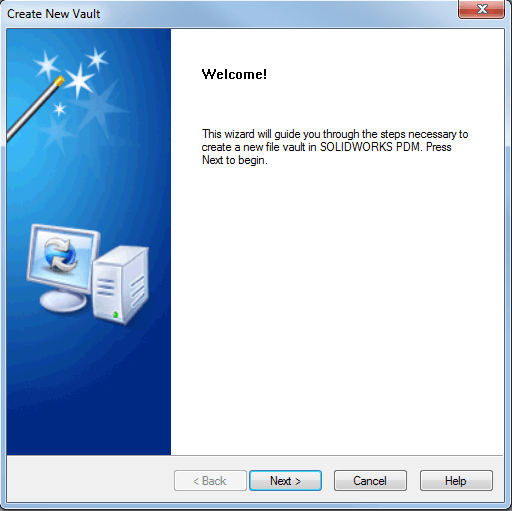 Create New Vault
Welcome!
This wizard will guide you through the steps necessary to
create a new file vault in SOLIDWORKS PDM. Press
Next to begin.
< Back
Next >
Cancel
Help